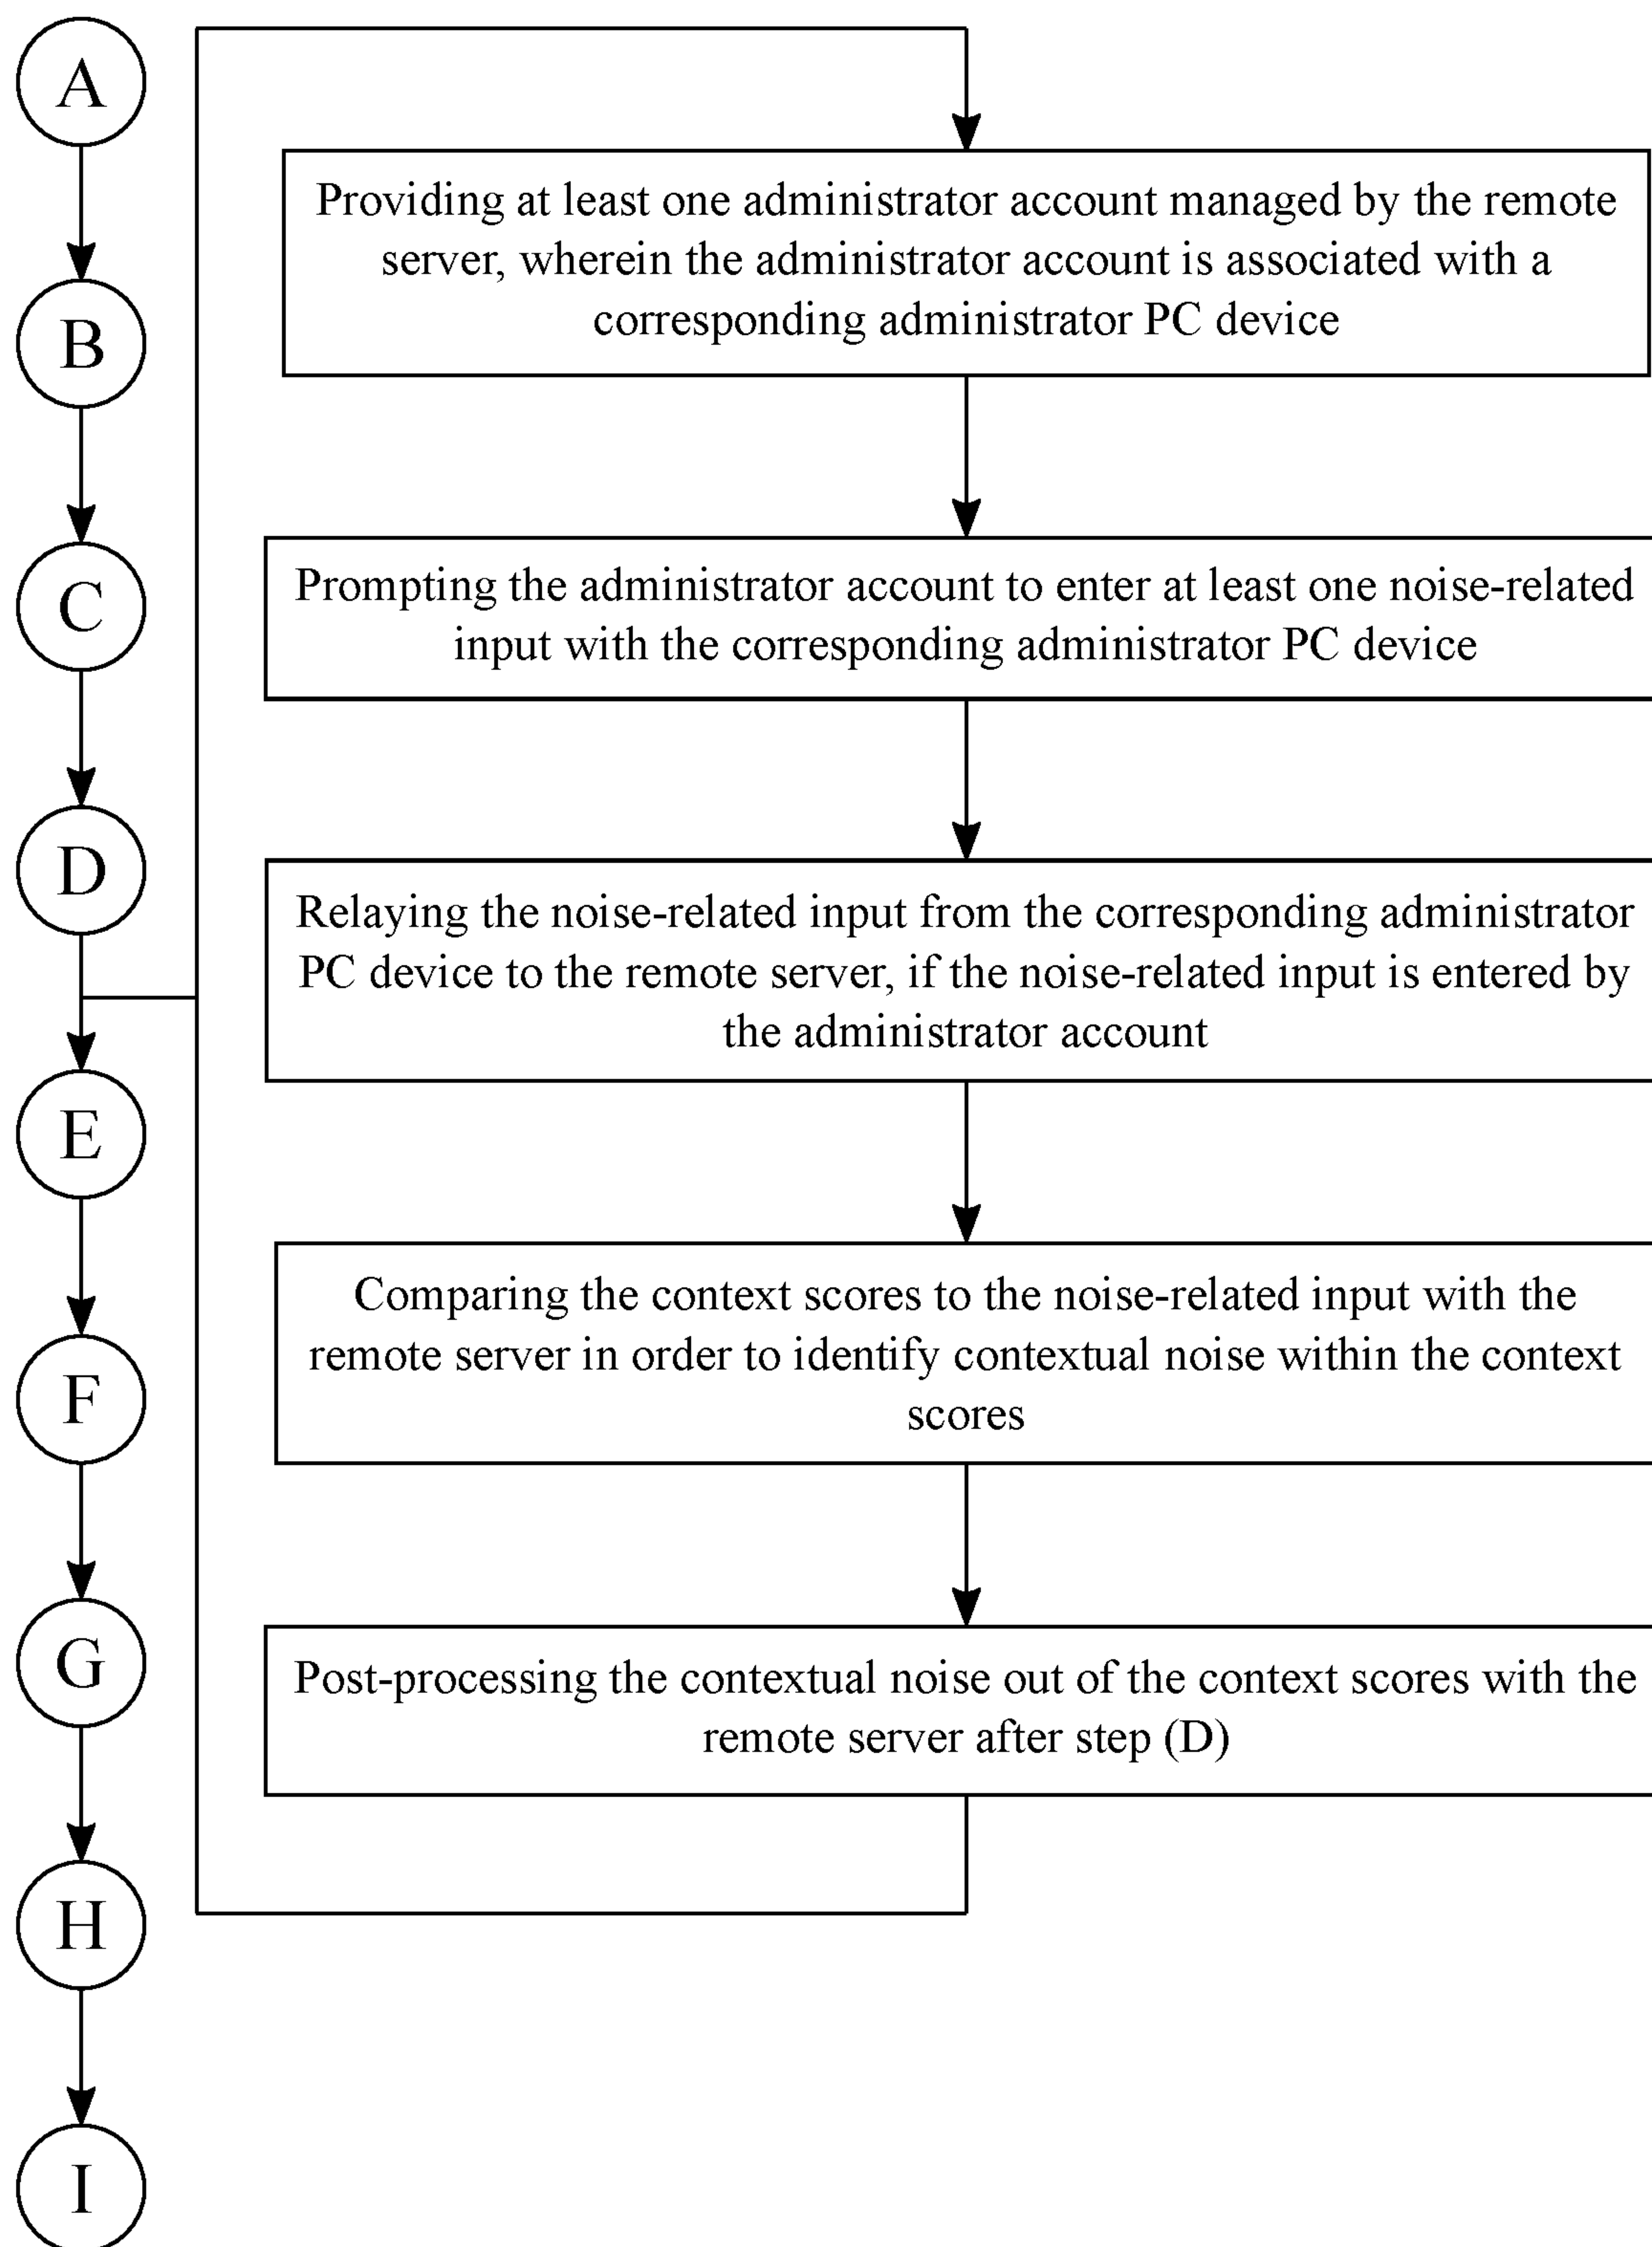 A
B
C
D
E
F
G
H
I
Providing at least one administrator account managed by the remote
server, wherein the administrator account is associated with a
corresponding administrator PC device
Prompting the administrator account to enter at least one noise-related
input with the corresponding administrator PC device
Relaying the noise-related input from the corresponding administrator
PC device to the remote server, if the noise-related input is entered by
the administrator account
Comparing the context scores to the noise-related input with the
remote server in order to identify contextual noise within the context
scores
Post-processing the contextual noise out of the context scores with the
remote server after step (D)